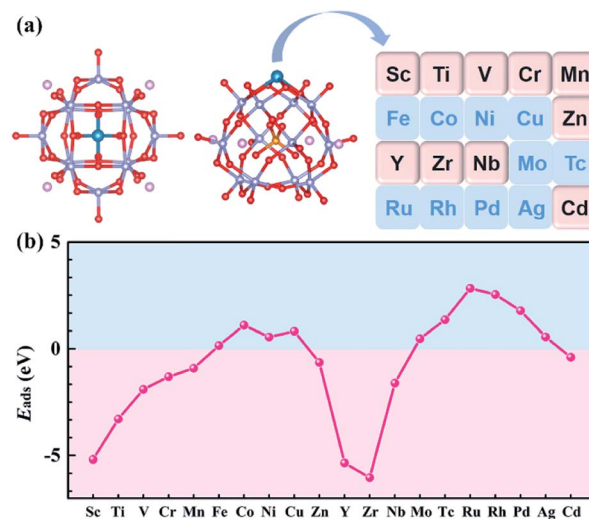 (a)
Sc Ti V Cr Mn
Fe Co Ni Cu Zn
Y Zr Nb Mo Tc
Ru Rh Pd Ag Cd
(b)
5
0
-5
Eads (eV)
Sc Ti V Cr Mn Fe Co Ni Cu Zn Y Zr Nb Mo Tc Ru Rh Pd Ag Cd